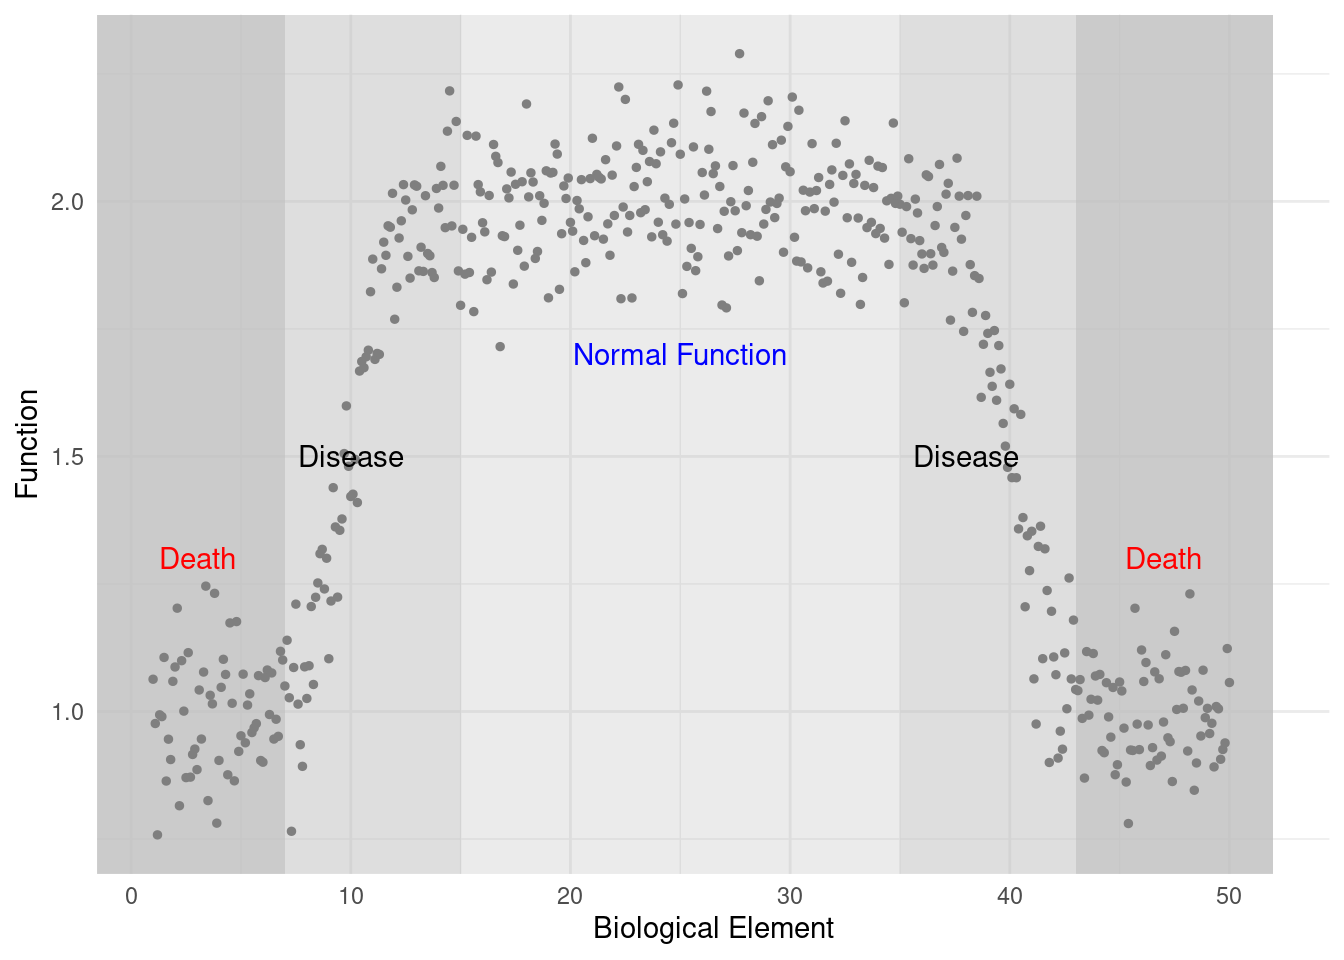 2.0
1.5
1.0
Function
Normal Function
Disease
Disease
Death
Death
0
10
20
30
40
50
Biological Element